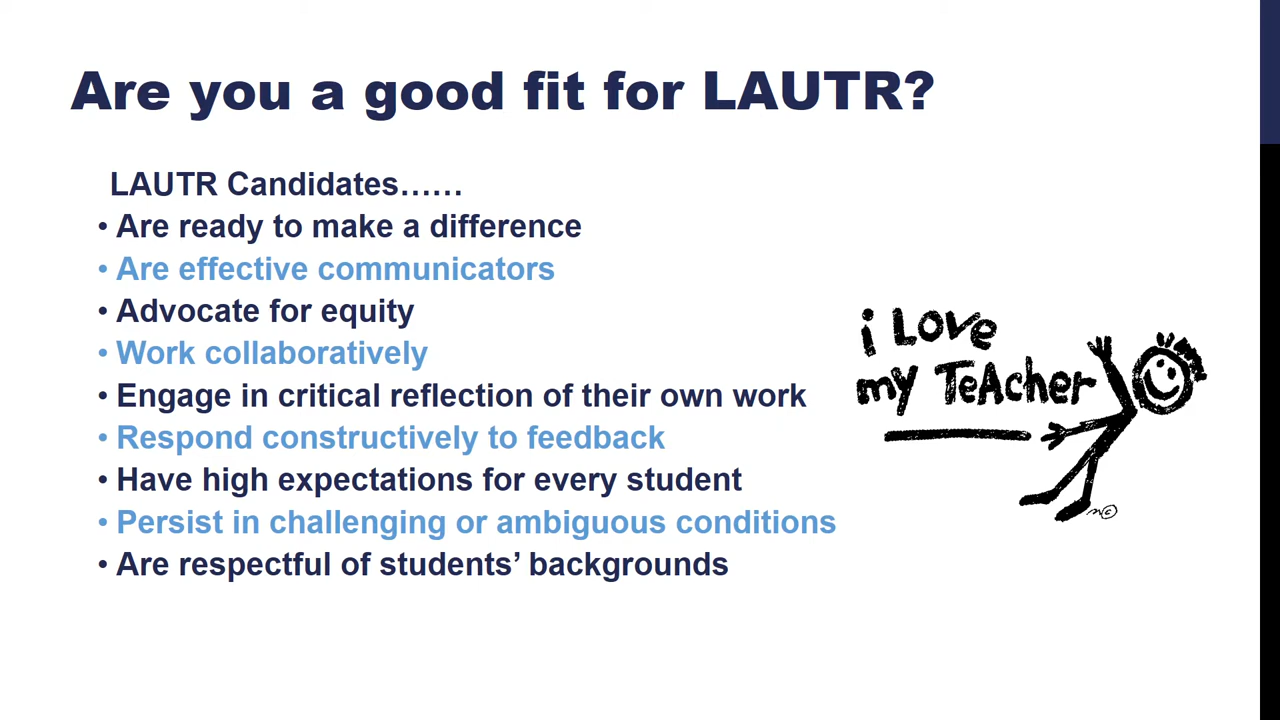 Are you a good fit for LAUTR?
LAUTR Candidates……
• Are ready to make a difference
• Are effective communicators
• Advocate for equity
• Work collaboratively
• Engage in critical reflection of their own work
• Respond constructively to feedback
• Have high expectations for every student
• Persist in challenging or ambiguous conditions
• Are respectful of students’ backgrounds
i Love
my TeAcher